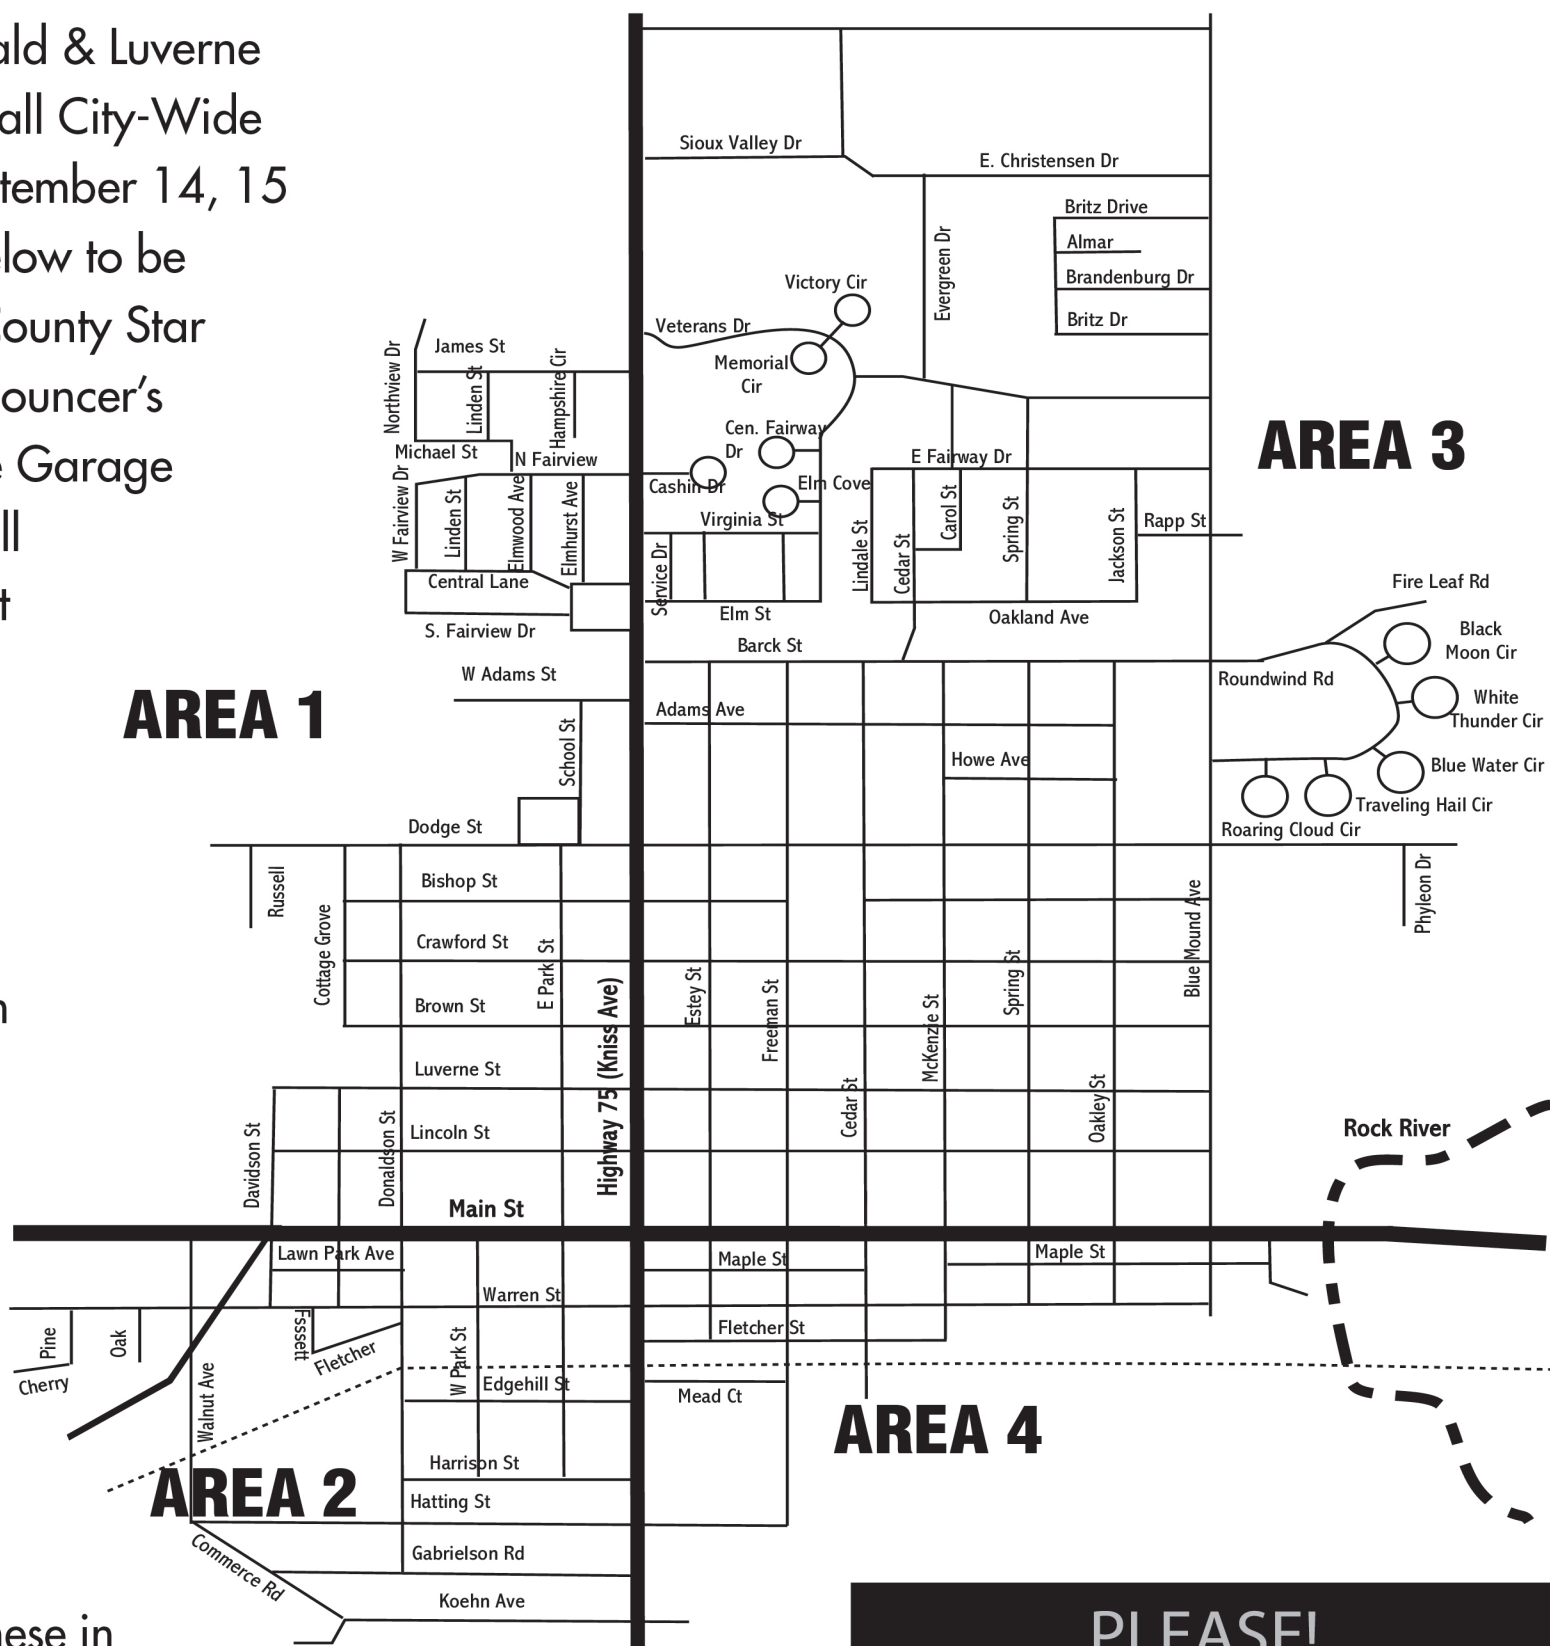 ald & Luverne
all City-Wide
tember 14, 15
elow to be
County Star
ouncer's
e Garage
ll
t
n
nese in
Sioux Valley Dr
E. Christensen Dr
Britz Drive
Almar
Brandenburg Dr
Britz Dr
Evergreen Dr
Victory Cir
Veterans Dr
Memorial
Cir
James St
Northview Dr
Linden St
Hampshire Cir
Michael St
N Fairview
W Fairview Dr
Linden St
Elmwood Ave
Elmhurst Ave
Central Lane
S. Fairview Dr
Cen. Fairway
Dr
Cashin Dr
Elm Cove
Virginia St
Service Dr
Elm St
E Fairway Dr
Lindale St
Cedar St
Carol St
Spring St
Jackson St
Rapp St
Oakland Ave
Barck St
AREA 3
Fire Leaf Rd
Black
Moon Cir
Roundwind Rd
White
Thunder Cir
Blue Water Cir
Traveling Hail Cir
Roaring Cloud Cir
Phyleon Dr
AREA 1
W Adams St
School St
Adams Ave
Howe Ave
Dodge St
Russell
Bishop St
Cottage Grove
Crawford St
E Park St
Brown St
Highway 75 (Kniss Ave)
Estey St
Freeman St
Cedar St
McKenzie St
Spring St
Oakley St
Blue Mound Ave
Luverne St
Davidson St
Donaldson St
Lincoln St
Main St
Rock River
Lawn Park Ave
Maple St
Maple St
Warren St
Fletcher St
Pine
Oak
Cherry
Fsssett
Fletcher
Walnut Ave
W Park St
Edgehill St
Mead Ct
AREA 4
AREA 2
Harrison St
Hatting St
Commerce Rd
Gabrielson Rd
Koehn Ave
PLEASE!